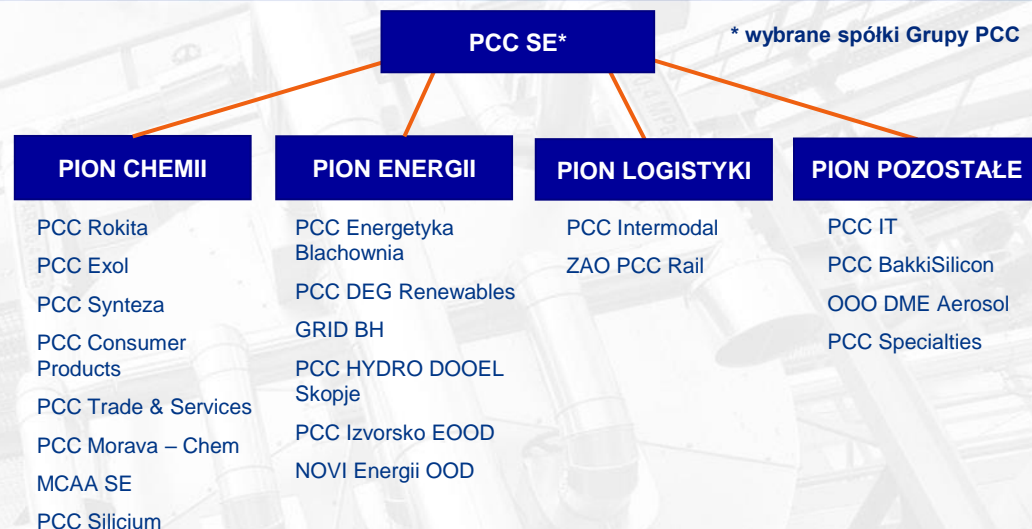 PCC SE*
* wybrane spółki Grupy PCC
PION CHEMII
PCC Rokita
PCC Exol
PCC Synteza
PCC Consumer
Products
PCC Trade & Services
PCC Morava – Chem
MCAA SE
PCC Silicium
PION ENERGII
PCC Energetyka
Blachownia
PCC DEG Renewables
GRID BH
PCC HYDRO DOOEL
Skopje
PCC Izvorsko EOOD
NOVI Energii OOD
PION LOGISTYKI
PCC Intermodal
ZAO PCC Rail
PION POZOSTAŁE
PCC IT
PCC BakkiSilicon
OOO DME Aerosol
PCC Specialties